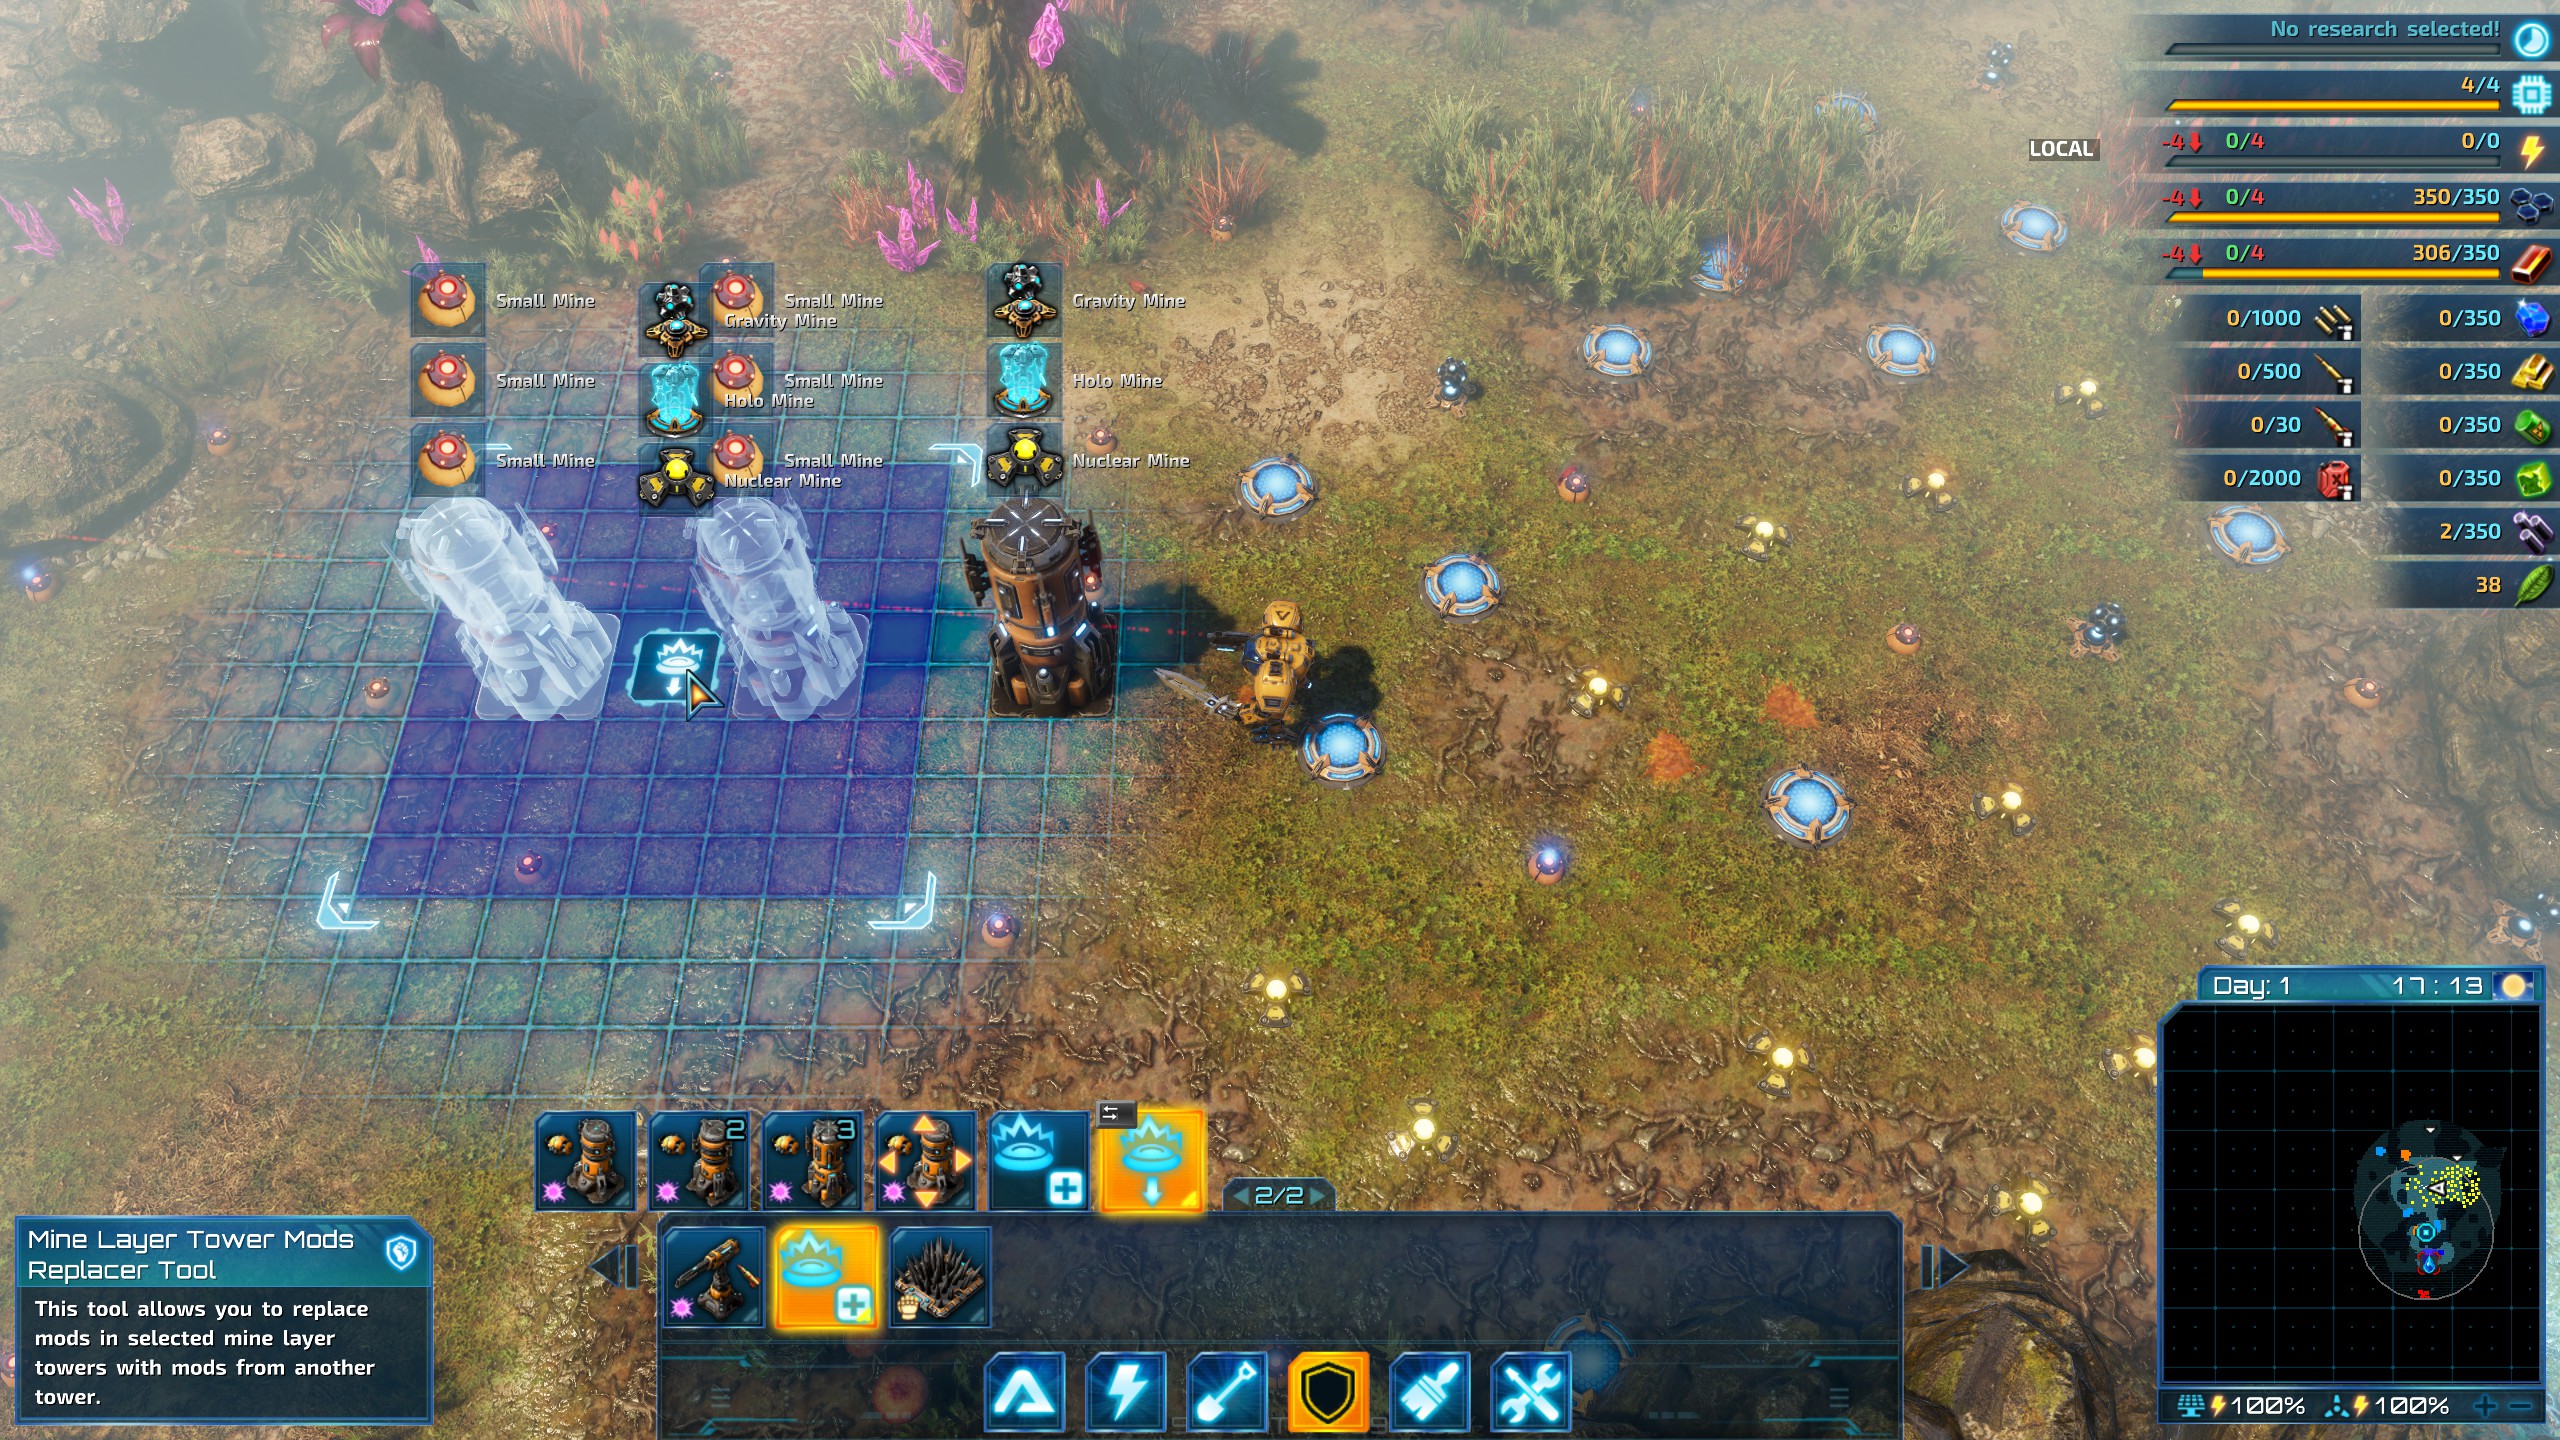 No research selected!
4/4
LOCAL
-4 0/4 0/0
-4 0/4 350/350
-4 0/4 306/350
0/1000 0/350
0/500 0/350
0/30 0/350
0/2000 0/350
2/350
38
Small Mine
Small Mine
Small Mine
Small Mine
Gravity Mine
Small Mine
Holo Mine
Small Mine
Nuclear Mine
Gravity Mine
Holo Mine
Nuclear Mine
Day: 1 17:13
2
3
2/2
Mine Layer Tower Mods
Replacer Tool
This tool allows you to replace
mods in selected mine layer
towers with mods from another
tower.
100% 100%